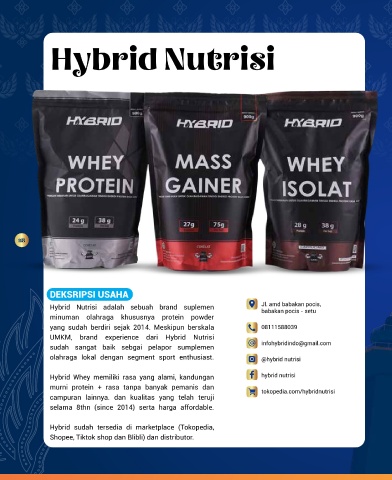 Hybrid Nutrisi
HYBRID
WHEY
PROTEIN
24 g
38 g
HYBRID
900g
MASS
GAINER
27g
75g
HYBRID
900g
WHEY
ISOLAT
28 g
38 g
98
DEKSRIPSI USAHA
Hybrid Nutrisi adalah sebuah brand suplemen
minuman olahraga khususnya protein powder
yang sudah berdiri sejak 2014. Meskipun berskala
UMKM, brand experience dari Hybrid Nutrisi
sudah sangat baik sebgai pelapor sumplemen
olahraga lokal dengan segment sport enthusiast.
Hybrid Whey memiliki rasa yang alami, kandungan
murni protein + rasa tanpa banyak pemanis dan
campuran lainnya. dan kualitas yang telah teruji
selama 8thn (since 2014) serta harga affordable.
Hybrid sudah tersedia di marketplace (Tokopedia,
Shopee, Tiktok shop dan Blibli) dan distributor.
Jl. amd babakan pocis,
babakan pocis - setu
08111588039
infohybridindo@gmail.com
@hybrid nutrisi
hybrid nutrisi
tokopedia.com/hybridnutrisi